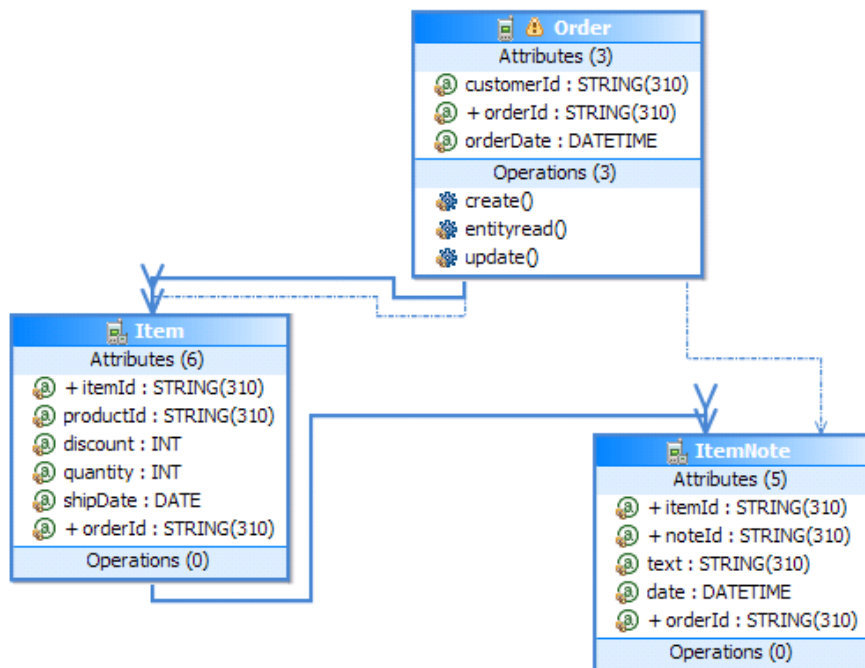 Order
Attributes (3)
customerId : STRING(310)
+ orderId : STRING(310)
orderDate : DATETIME
Operations (3)
create()
entityread()
update()
Item
Attributes (6)
+ itemId : STRING(310)
productId : STRING(310)
discount : INT
quantity : INT
shipDate : DATE
+ orderId : STRING(310)
Operations (0)
ItemNote
Attributes (5)
+ itemId : STRING(310)
+ noteId : STRING(310)
text : STRING(310)
date : DATETIME
+ orderId : STRING(310)
Operations (0)